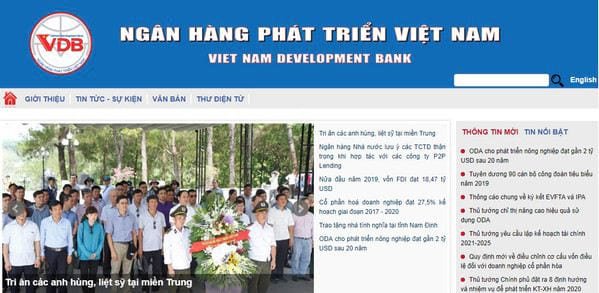 VDB
NGÂN HÀNG PHÁT TRIỂN VIỆT NAM
VIET NAM DEVELOPMENT BANK
English
GIỚI THIỆU TIN TỨC - SỰ KIỆN VĂN BẢN THƯ ĐIỆN TỬ
Tri ân các anh hùng, liệt sỹ tại miền Trung
Tri ân các anh hùng, liệt sỹ tại miền Trung
Ngân hàng Nhà nước lưu ý các TCTD thận
trọng khi hợp tác với các công ty P2P
Lending
Nửa đầu năm 2019, vốn FDI đạt 18,47 tỷ
USD
Cổ phần hoá doanh nghiệp đạt 27,5% kế
hoạch giai đoạn 2017 - 2020
Trao tặng nhà tình nghĩa tại tỉnh Nam Định
ODA cho phát triển nông nghiệp đạt gần 2 tỷ
USD sau 20 năm
THÔNG TIN MỚI TIN NỔI BẬT
ODA cho phát triển nông nghiệp đạt gần 2 tỷ
USD sau 20 năm
Tuyên dương 90 cán bộ công đoàn tiêu biểu
năm 2019
Thông cáo chung về ký kết EVFTA và IPA
Thủ tướng chỉ thị nâng cao hiệu quả sử
dụng ODA
Thủ tướng yêu cầu lập kế hoạch tài chính
2021-2025
Quy định mới về điều chỉnh cơ cấu vốn điều
lệ đối với doanh nghiệp cổ phần hóa
Thủ tướng Chính phủ đặt ra 8 định hướng
và nhiệm vụ để phát triển KT-XH năm 2020